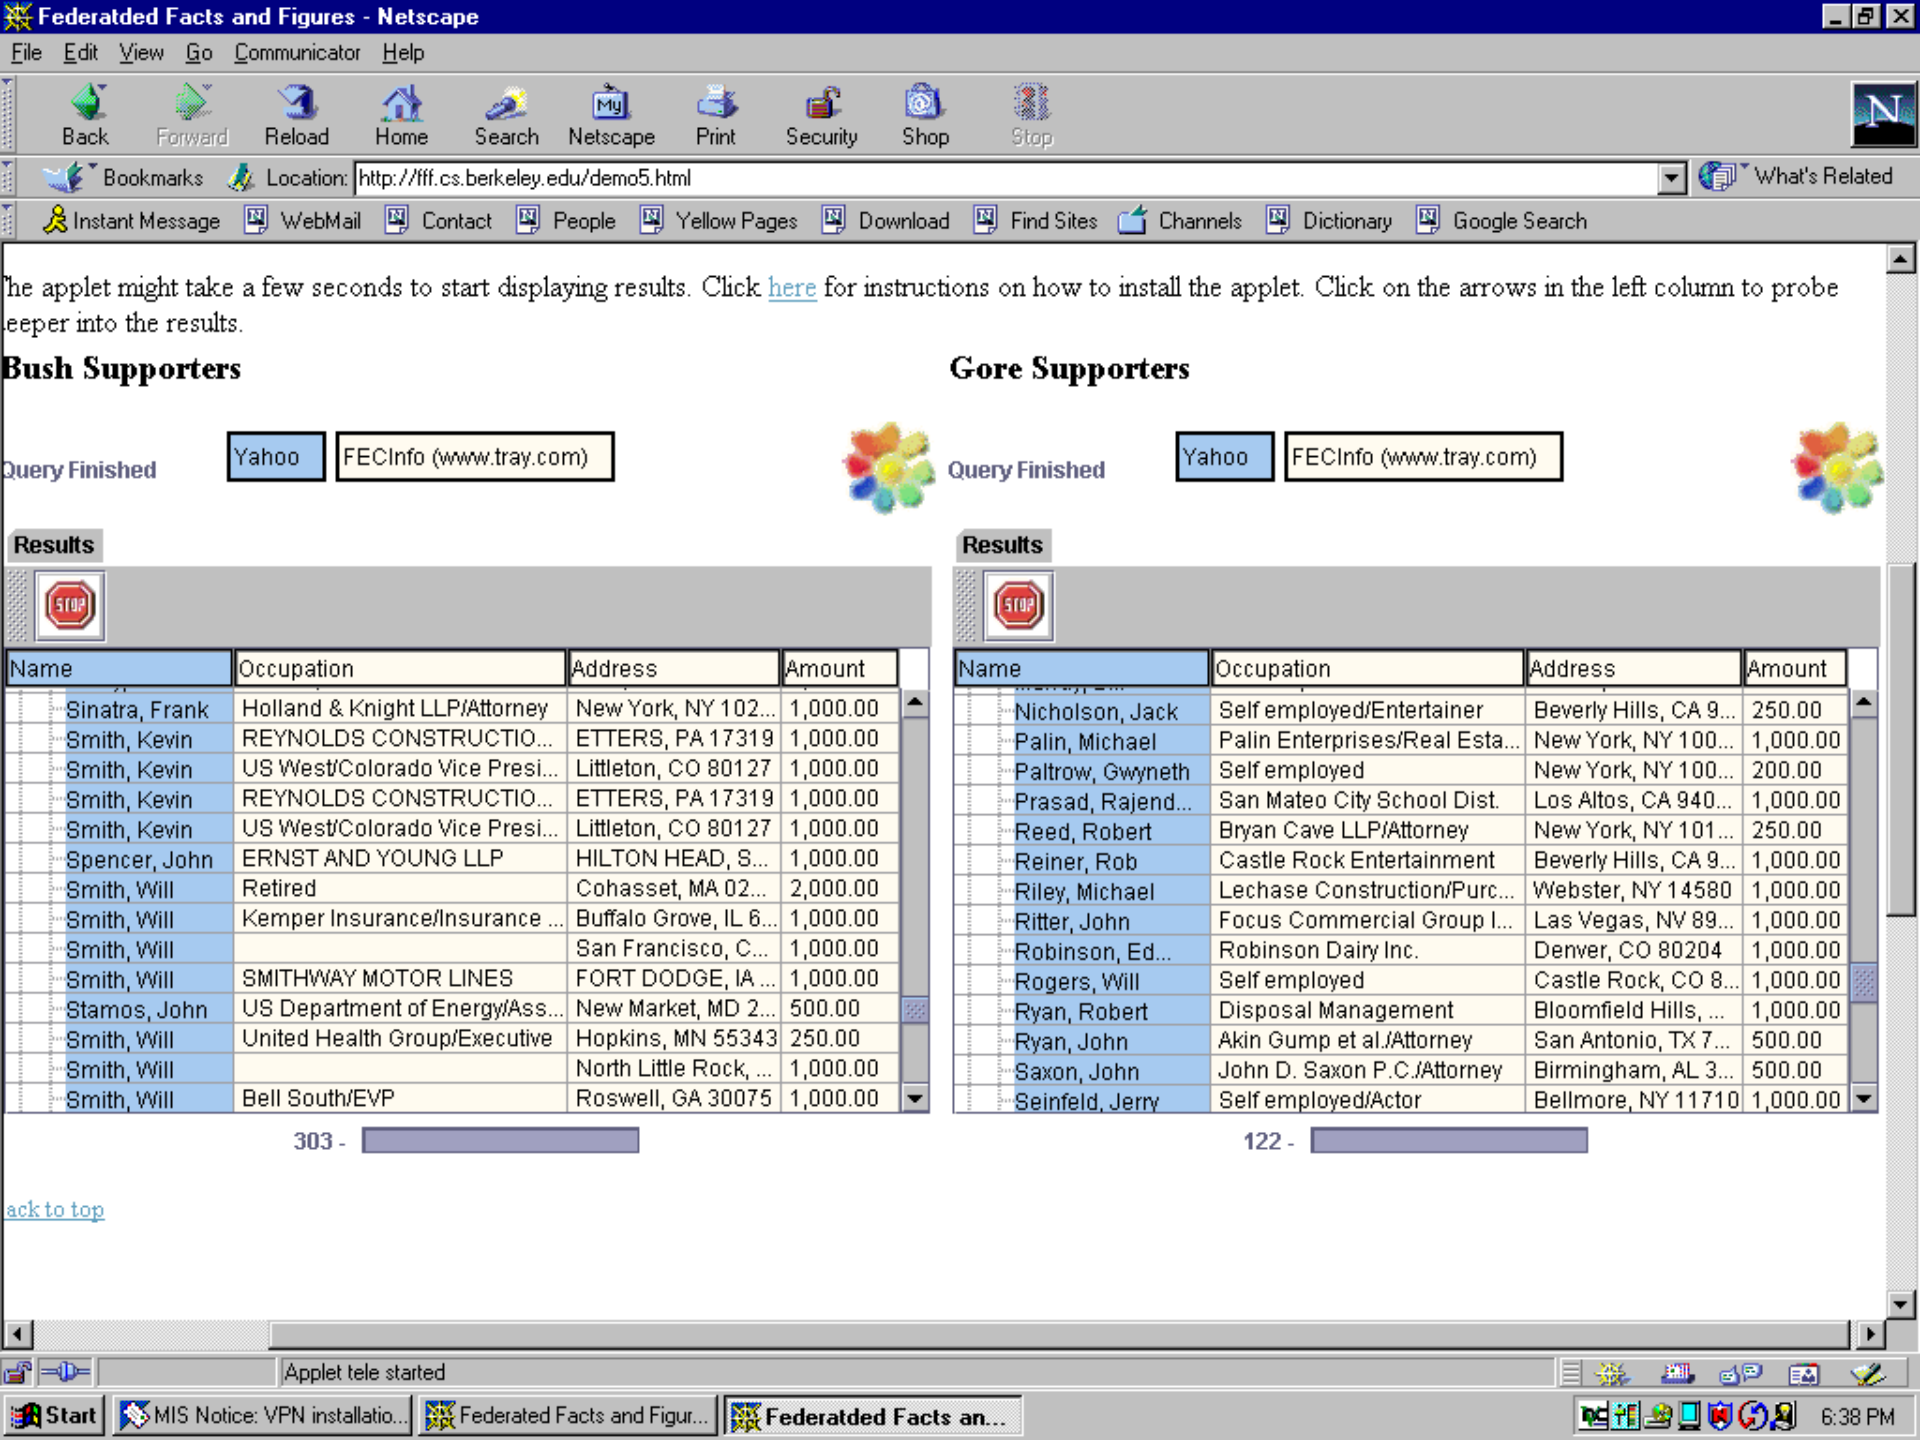 Federatded Facts and Figures - Netscape
File Edit View Go Communicator Help
Back Forward Reload Home Search Netscape Print Security Shop Stop
My
N
Bookmarks Location: http://fff.cs.berkeley.edu/demo5.html What's Related
Instant Message WebMail Contact People Yellow Pages Download Find Sites Channels Dictionary Google Search
he applet might take a few seconds to start displaying results. Click here for instructions on how to install the applet. Click on the arrows in the left column to probe
eeper into the results.
Bush Supporters
Query Finished Yahoo FECInfo (www.tray.com)
Results
STOP
Name Occupation Address Amount
Sinatra, Frank Holland & Knight LLP/Attorney New York, NY 102... 1,000.00
Smith, Kevin REYNOLDS CONSTRUCTIO... ETTERS, PA 17319 1,000.00
Smith, Kevin US West/Colorado Vice Presi... Littleton, CO 80127 1,000.00
Smith, Kevin REYNOLDS CONSTRUCTIO... ETTERS, PA 17319 1,000.00
Smith, Kevin US West/Colorado Vice Presi... Littleton, CO 80127 1,000.00
Spencer, John ERNST AND YOUNG LLP HILTON HEAD, S... 1,000.00
Smith, Will Retired Cohasset, MA 02... 2,000.00
Smith, Will Kemper Insurance/Insurance ... Buffalo Grove, IL 6... 1,000.00
Smith, Will San Francisco, C... 1,000.00
Smith, Will SMITHWAY MOTOR LINES FORT DODGE, IA ... 1,000.00
Stamos, John US Department of Energy/Ass... New Market, MD 2... 500.00
Smith, Will United Health Group/Executive Hopkins, MN 55343 250.00
Smith, Will North Little Rock, ... 1,000.00
Smith, Will Bell South/EVP Roswell, GA 30075 1,000.00
303 -
Gore Supporters
Query Finished Yahoo FECInfo (www.tray.com)
Results
STOP
Name Occupation Address Amount
Nicholson, Jack Self employed/Entertainer Beverly Hills, CA 9... 250.00
Palin, Michael Palin Enterprises/Real Esta... New York, NY 100... 1,000.00
Paltrow, Gwyneth Self employed New York, NY 100... 200.00
Prasad, Rajend... San Mateo City School Dist. Los Altos, CA 940... 1,000.00
Reed, Robert Bryan Cave LLP/Attorney New York, NY 101... 250.00
Reiner, Rob Castle Rock Entertainment Beverly Hills, CA 9... 1,000.00
Riley, Michael Lechase Construction/Purc... Webster, NY 14580 1,000.00
Ritter, John Focus Commercial Group I... Las Vegas, NV 89... 1,000.00
Robinson, Ed... Robinson Dairy Inc. Denver, CO 80204 1,000.00
Rogers, Will Self employed Castle Rock, CO 8... 1,000.00
Ryan, Robert Disposal Management Bloomfield Hills, ... 1,000.00
Ryan, John Akin Gump et al./Attorney San Antonio, TX 7... 500.00
Saxon, John John D. Saxon P.C./Attorney Birmingham, AL 3... 500.00
Seinfeld, Jerry Self employed/Actor Bellmore, NY 11710 1,000.00
122 -
ack to top
Applet tele started
Start MIS Notice: VPN installatio... Federated Facts and Figur... Federatded Facts an... 6:38 PM